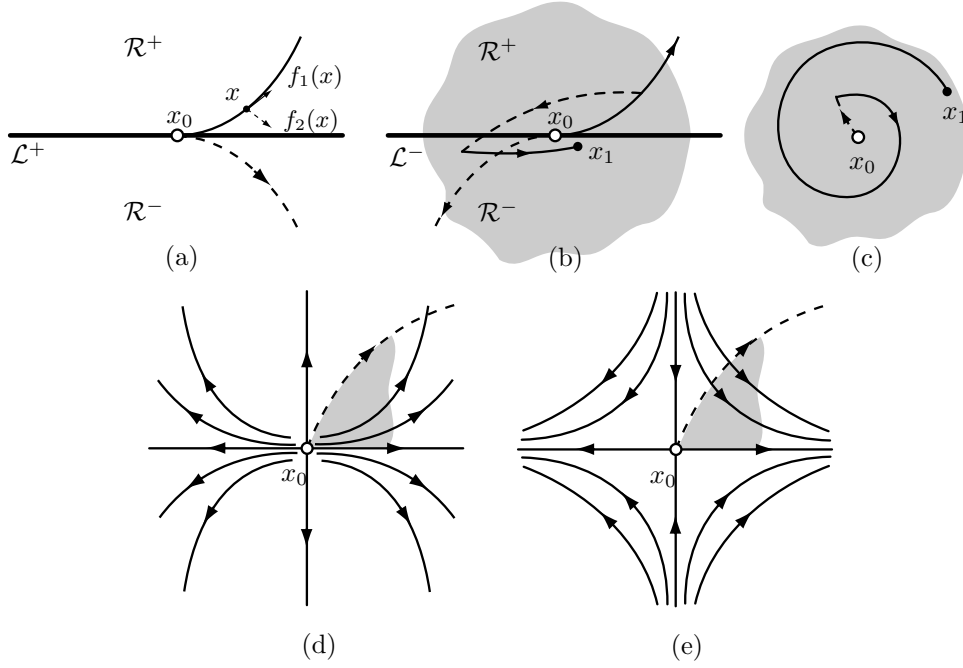 ℛ⁺
x₀
x
f₁(x)
f₂(x)
ℒ⁺
ℛ⁻
(a)
ℛ⁺
x₀
x₁
ℒ⁻
ℛ⁻
(b)
x₁
x₀
(c)
x₀
(d)
x₀
(e)